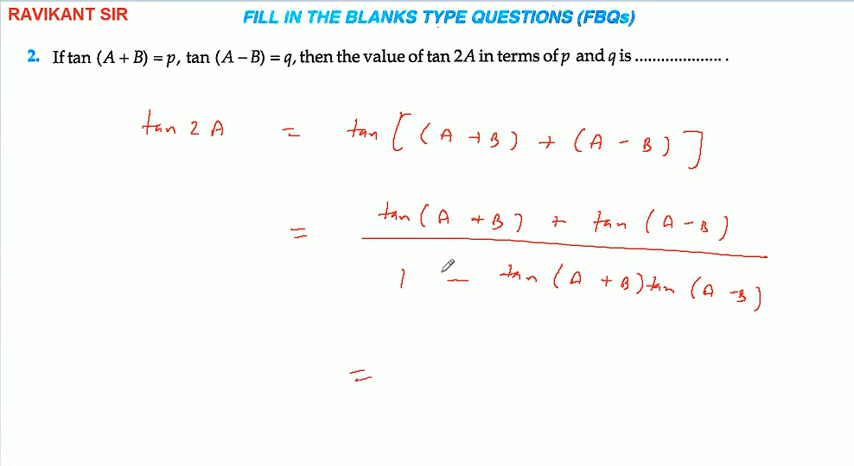 RAVIKANT SIR
FILL IN THE BLANKS TYPE QUESTIONS (FBQs)
2. If tan (A + B) = p, tan (A – B) = q, then the value of tan 2A in terms of p and q is ..................... .
tan 2 A = tan [ (A + B) + (A - B) ]
= tan (A + B) + tan (A - B)
1 - tan (A + B) tan (A - B)
=